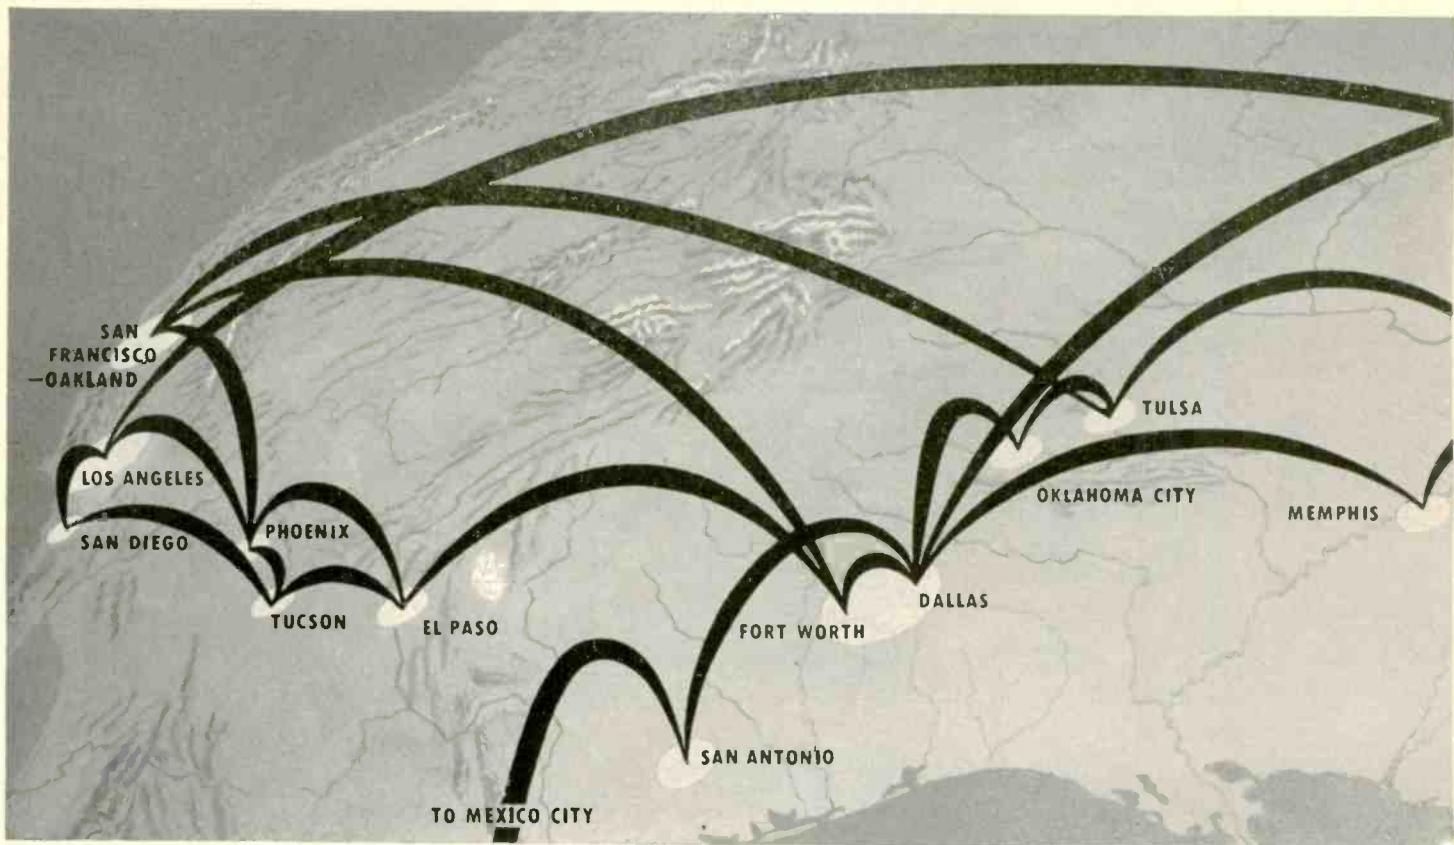 SAN
FRANCISCO
—OAKLAND
TULSA
LOS ANGELES
OKLAHOMA CITY
MEMPHIS
PHOENIX
SAN DIEGO
DALLAS
TUCSON
EL PASO
FORT WORTH
SAN ANTONIO
TO MEXICO CITY